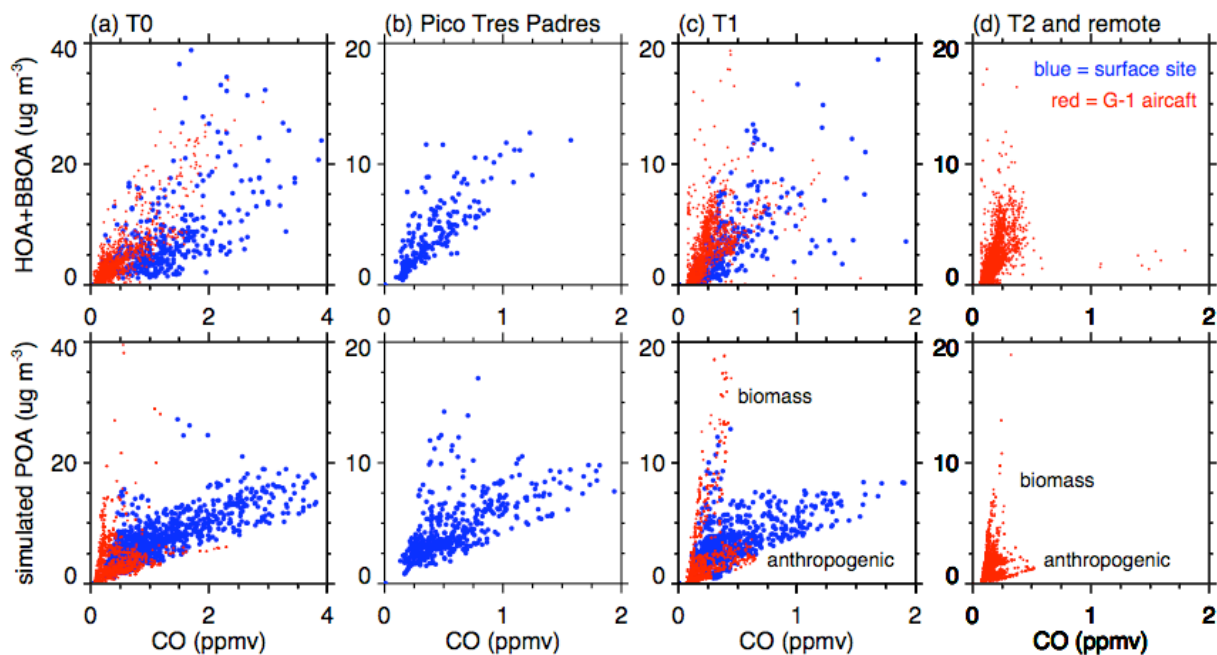 (a) T0 (b) Pico Tres Padres (c) T1 (d) T2 and remote
HOA+BBOA (ug m-3)
40 20 20 20
20 10 10 10
0 0 0 0
blue = surface site
red = G-1 aircaft
0 2 4 0 1 2 0 1 2 0 1 2
simulated POA (ug m-3)
40 20 20 20
20 10 10 10
0 0 0 0
biomass
anthropogenic
biomass
anthropogenic
0 2 4 0 1 2 0 1 2 0 1 2
CO (ppmv) CO (ppmv) CO (ppmv) CO (ppmv)